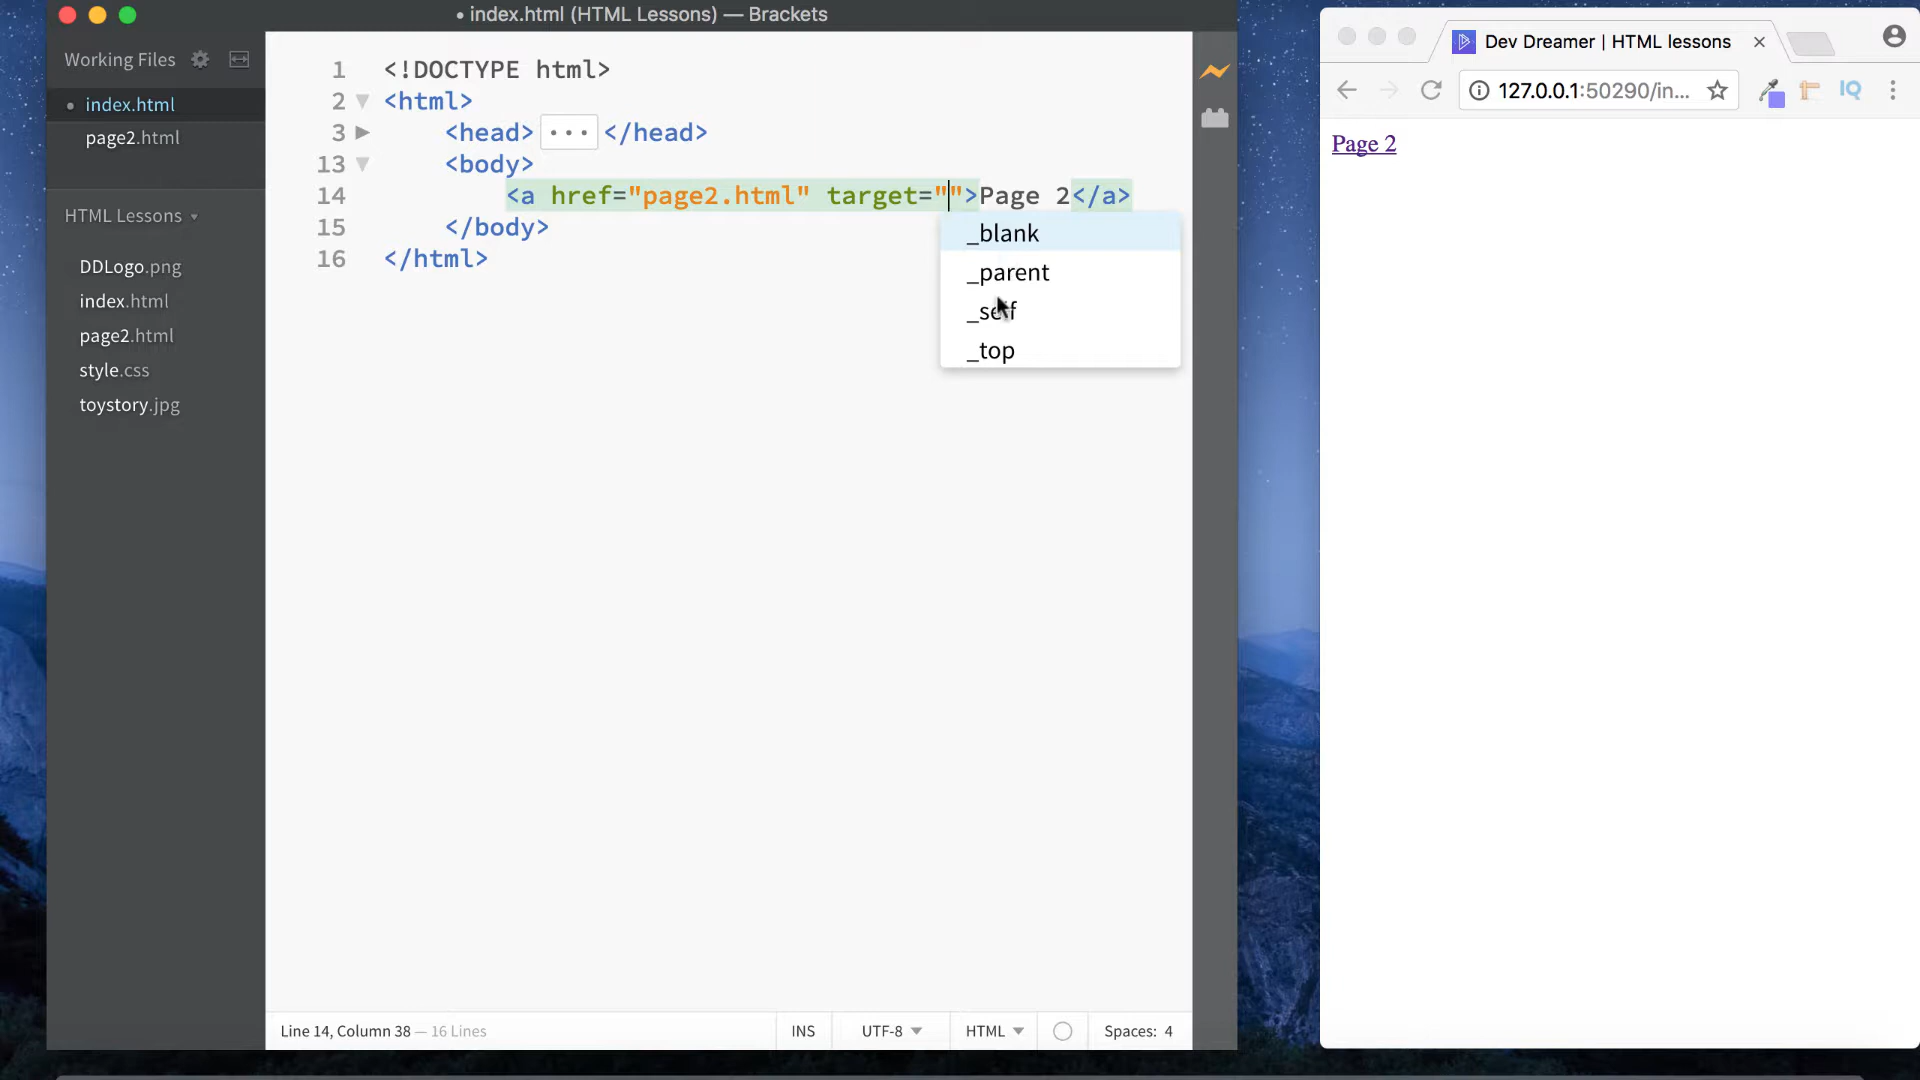 • index.html (HTML Lessons) — Brackets
Working Files
• index.html
page2.html
HTML Lessons ▾
DDLogo.png
index.html
page2.html
style.css
toystory.jpg
1 <!DOCTYPE html>
2 <html>
3 <head> ... </head>
13 <body>
14 <a href="page2.html" target="">Page 2</a>
15 </body>
16 </html>
_blank
_parent
_self
_top
Line 14, Column 38 — 16 Lines
INS UTF-8 HTML Spaces: 4
Dev Dreamer | HTML lessons
127.0.0.1:50290/in... IQ
Page 2